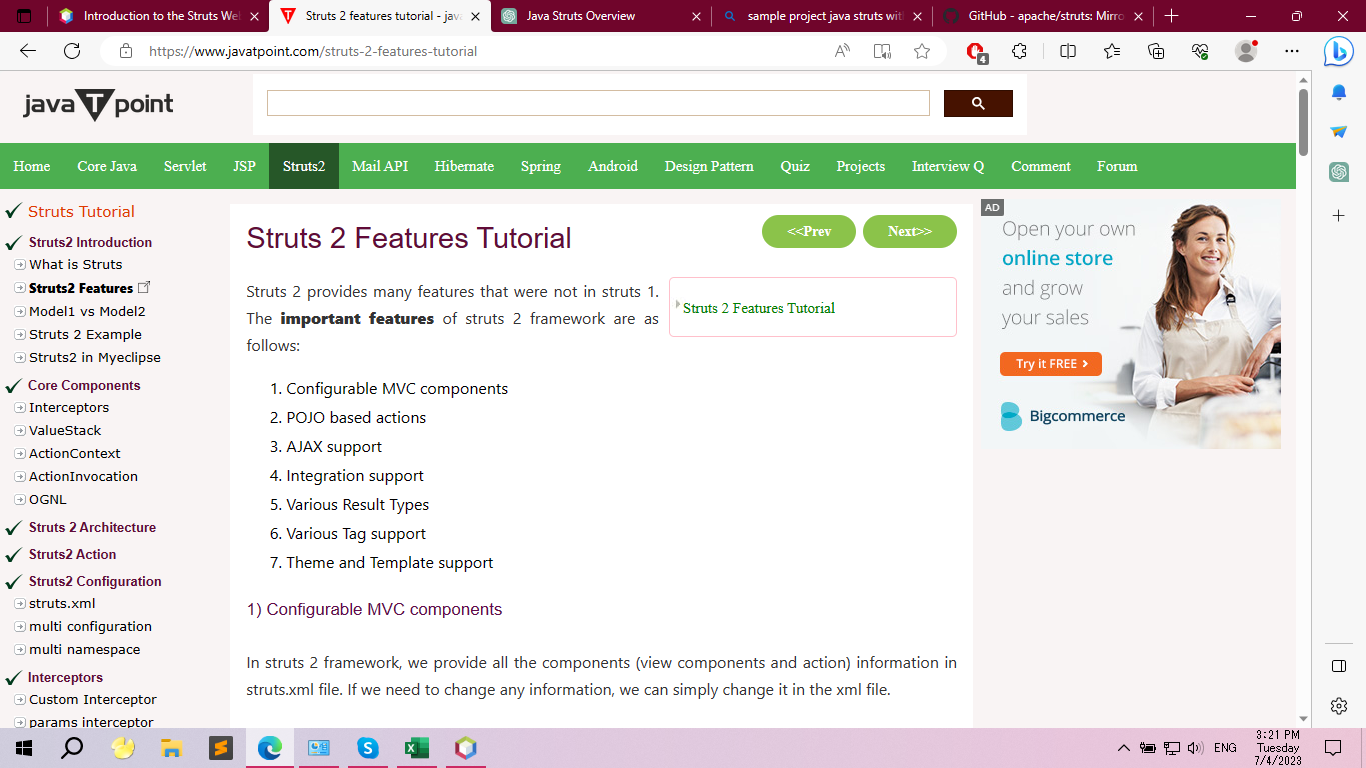 Introduction to the Struts Wel
Struts 2 features tutorial - java
Java Struts Overview
sample project java struts with
GitHub - apache/struts: Mirro
https://www.javatpoint.com/struts-2-features-tutorial
4
javaTpoint
Home Core Java Servlet JSP Struts2 Mail API Hibernate Spring Android Design Pattern Quiz Projects Interview Q Comment Forum
Struts Tutorial
Struts2 Introduction
What is Struts
Struts2 Features
Model1 vs Model2
Struts 2 Example
Struts2 in Myeclipse
Core Components
Interceptors
ValueStack
ActionContext
ActionInvocation
OGNL
Struts 2 Architecture
Struts2 Action
Struts2 Configuration
struts.xml
multi configuration
multi namespace
Interceptors
Custom Interceptor
params interceptor
Struts 2 Features Tutorial
<<Prev Next>>
Struts 2 provides many features that were not in struts 1.
The important features of struts 2 framework are as
follows:
Struts 2 Features Tutorial
1. Configurable MVC components
2. POJO based actions
3. AJAX support
4. Integration support
5. Various Result Types
6. Various Tag support
7. Theme and Template support
1) Configurable MVC components
In struts 2 framework, we provide all the components (view components and action) information in
struts.xml file. If we need to change any information, we can simply change it in the xml file.
AD
Open your own
online store
and grow
your sales
Try it FREE >
Bigcommerce
ENG
3:21 PM
Tuesday
7/4/2023